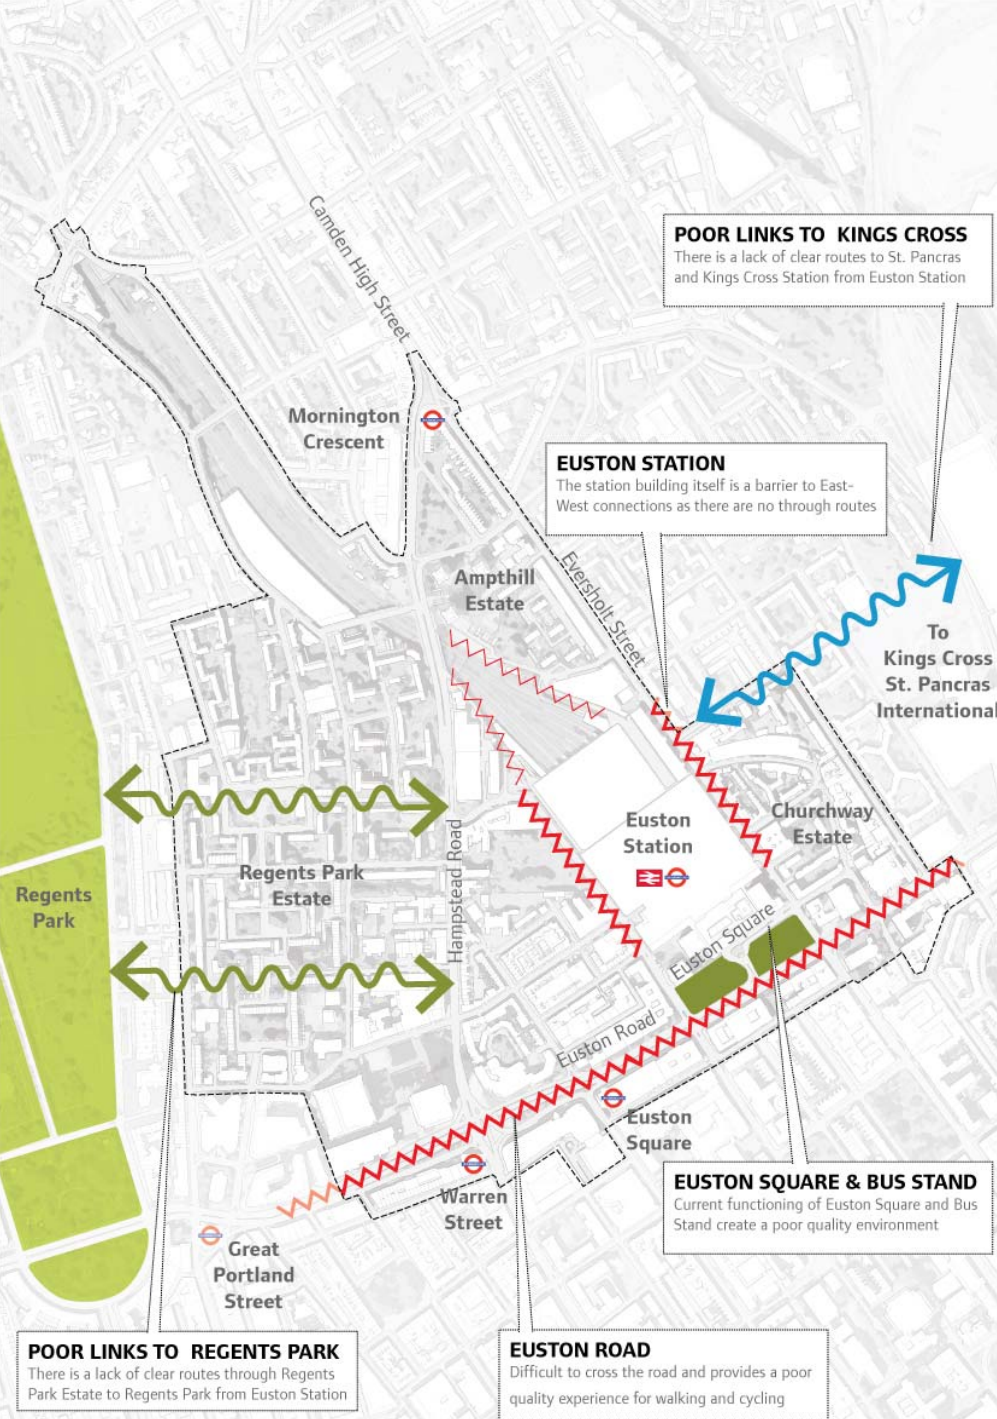 Camden High Street
POOR LINKS TO KINGS CROSS
There is a lack of clear routes to St. Pancras
and Kings Cross Station from Euston Station
Mornington
Crescent
EUSTON STATION
The station building itself is a barrier to East-
West connections as there are no through routes
Ampthill
Estate
Eversholt Street
To
Kings Cross
St. Pancras
International
Euston
Station
Churchway
Estate
Regents
Park
Regents Park
Estate
Hampstead Road
Euston Square
Euston Road
Euston
Square
Warren
Street
Great
Portland
Street
EUSTON SQUARE & BUS STAND
Current functioning of Euston Square and Bus
Stand create a poor quality environment
POOR LINKS TO REGENTS PARK
There is a lack of clear routes through Regents
Park Estate to Regents Park from Euston Station
EUSTON ROAD
Difficult to cross the road and provides a poor
quality experience for walking and cycling